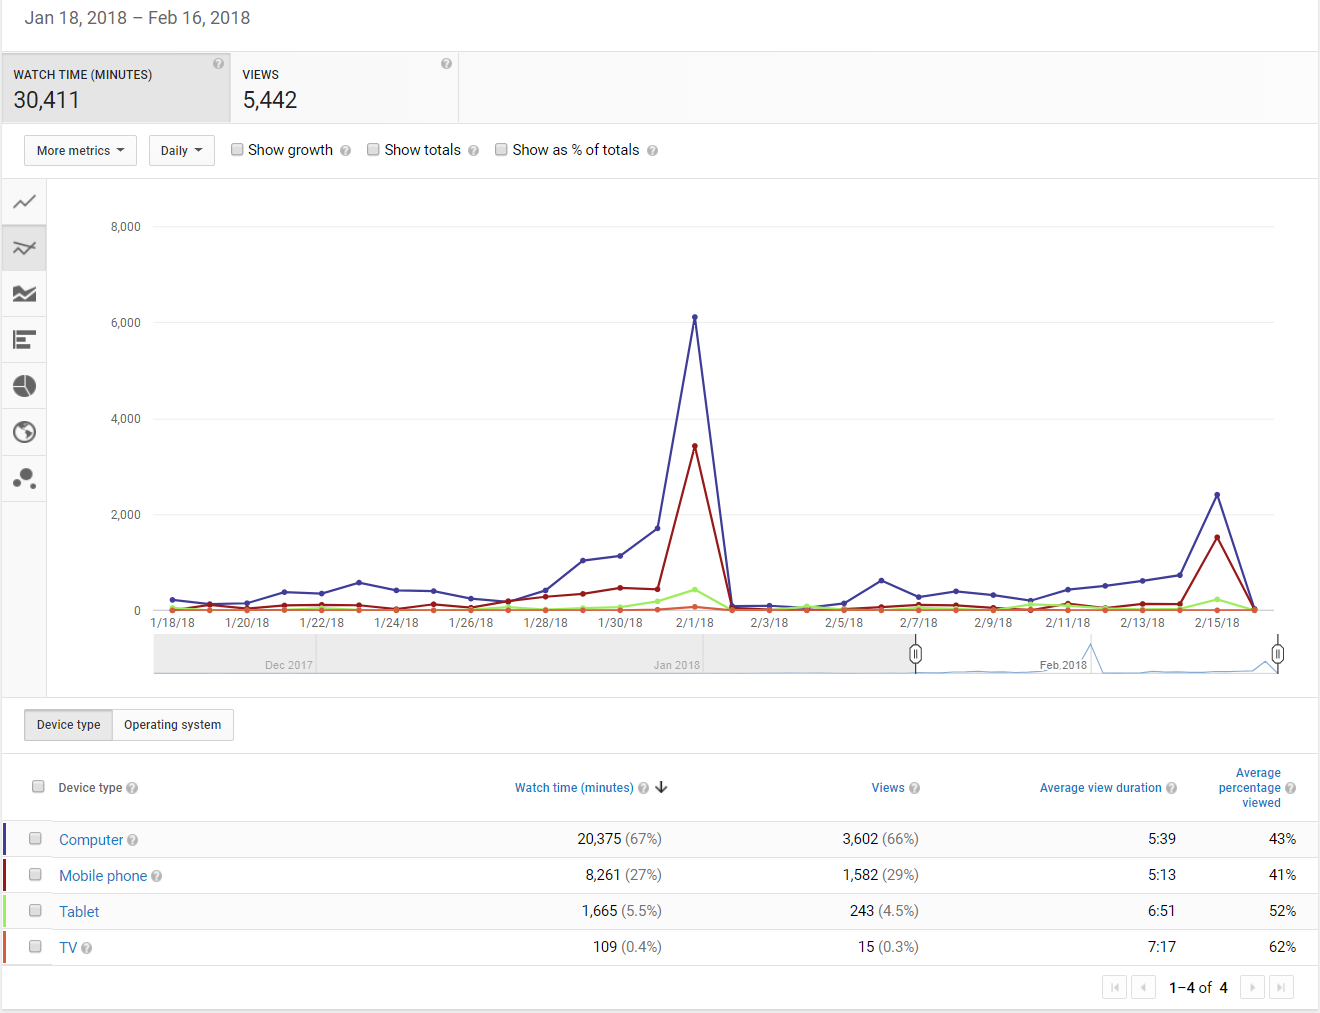 Jan 18, 2018 – Feb 16, 2018
WATCH TIME (MINUTES) ?
30,411
VIEWS ?
5,442
More metrics Daily Show growth ? Show totals ? Show as % of totals ?
8,000
6,000
4,000
2,000
0
1/18/18 1/20/18 1/22/18 1/24/18 1/26/18 1/28/18 1/30/18 2/1/18 2/3/18 2/5/18 2/7/18 2/9/18 2/11/18 2/13/18 2/15/18
Dec 2017 Jan 2018 Feb 2018
Device type Operating system
Device type ? Watch time (minutes) ? Views ? Average view duration ? Average percentage viewed ?
Computer ? 20,375 (67%) 3,602 (66%) 5:39 43%
Mobile phone ? 8,261 (27%) 1,582 (29%) 5:13 41%
Tablet 1,665 (5.5%) 243 (4.5%) 6:51 52%
TV ? 109 (0.4%) 15 (0.3%) 7:17 62%
1–4 of 4